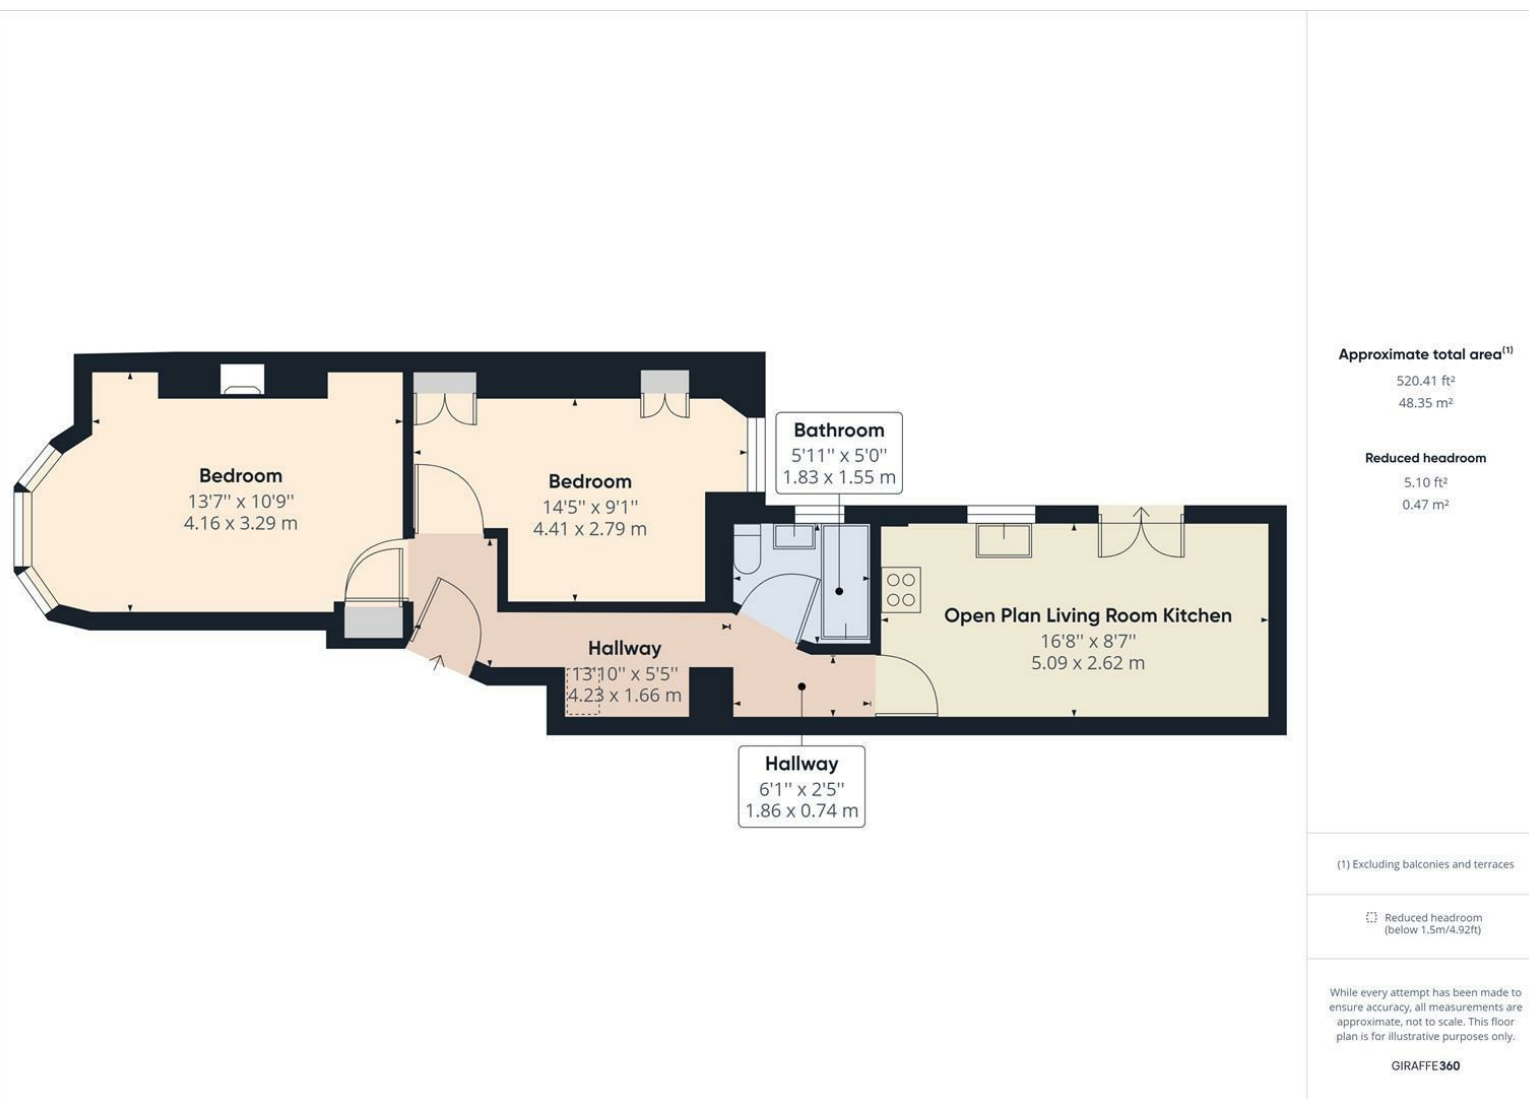 Bedroom
13'7'' x 10'9''
4.16 x 3.29 m
Bedroom
14'5'' x 9'1''
4.41 x 2.79 m
Bathroom
5'11'' x 5'0''
1.83 x 1.55 m
Open Plan Living Room Kitchen
16'8'' x 8'7''
5.09 x 2.62 m
Hallway
13'10'' x 5'5''
4.23 x 1.66 m
Hallway
6'1'' x 2'5''
1.86 x 0.74 m
Approximate total area(1)
520.41 ft²
48.35 m²
Reduced headroom
5.10 ft²
0.47 m²
(1) Excluding balconies and terraces
Reduced headroom
(below 1.5m/4.92ft)
While every attempt has been made to
ensure accuracy, all measurements are
approximate, not to scale. This floor
plan is for illustrative purposes only.
GIRAFFE360